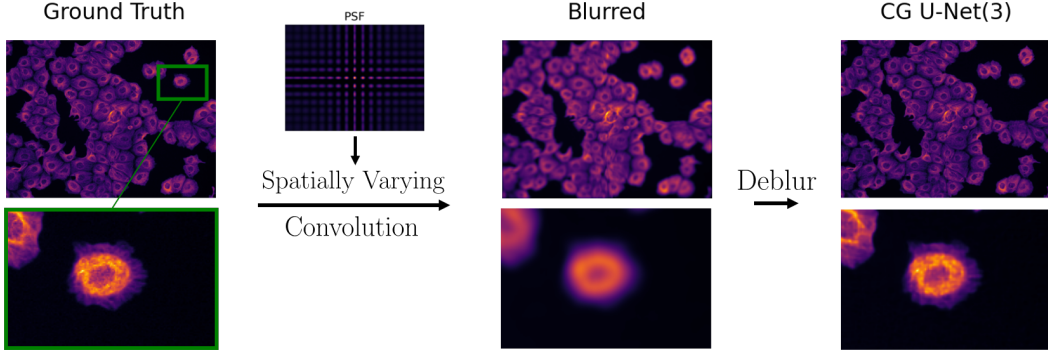 Ground Truth
PSF
Spatially Varying
Convolution
Blurred
Deblur
CG U-Net(3)